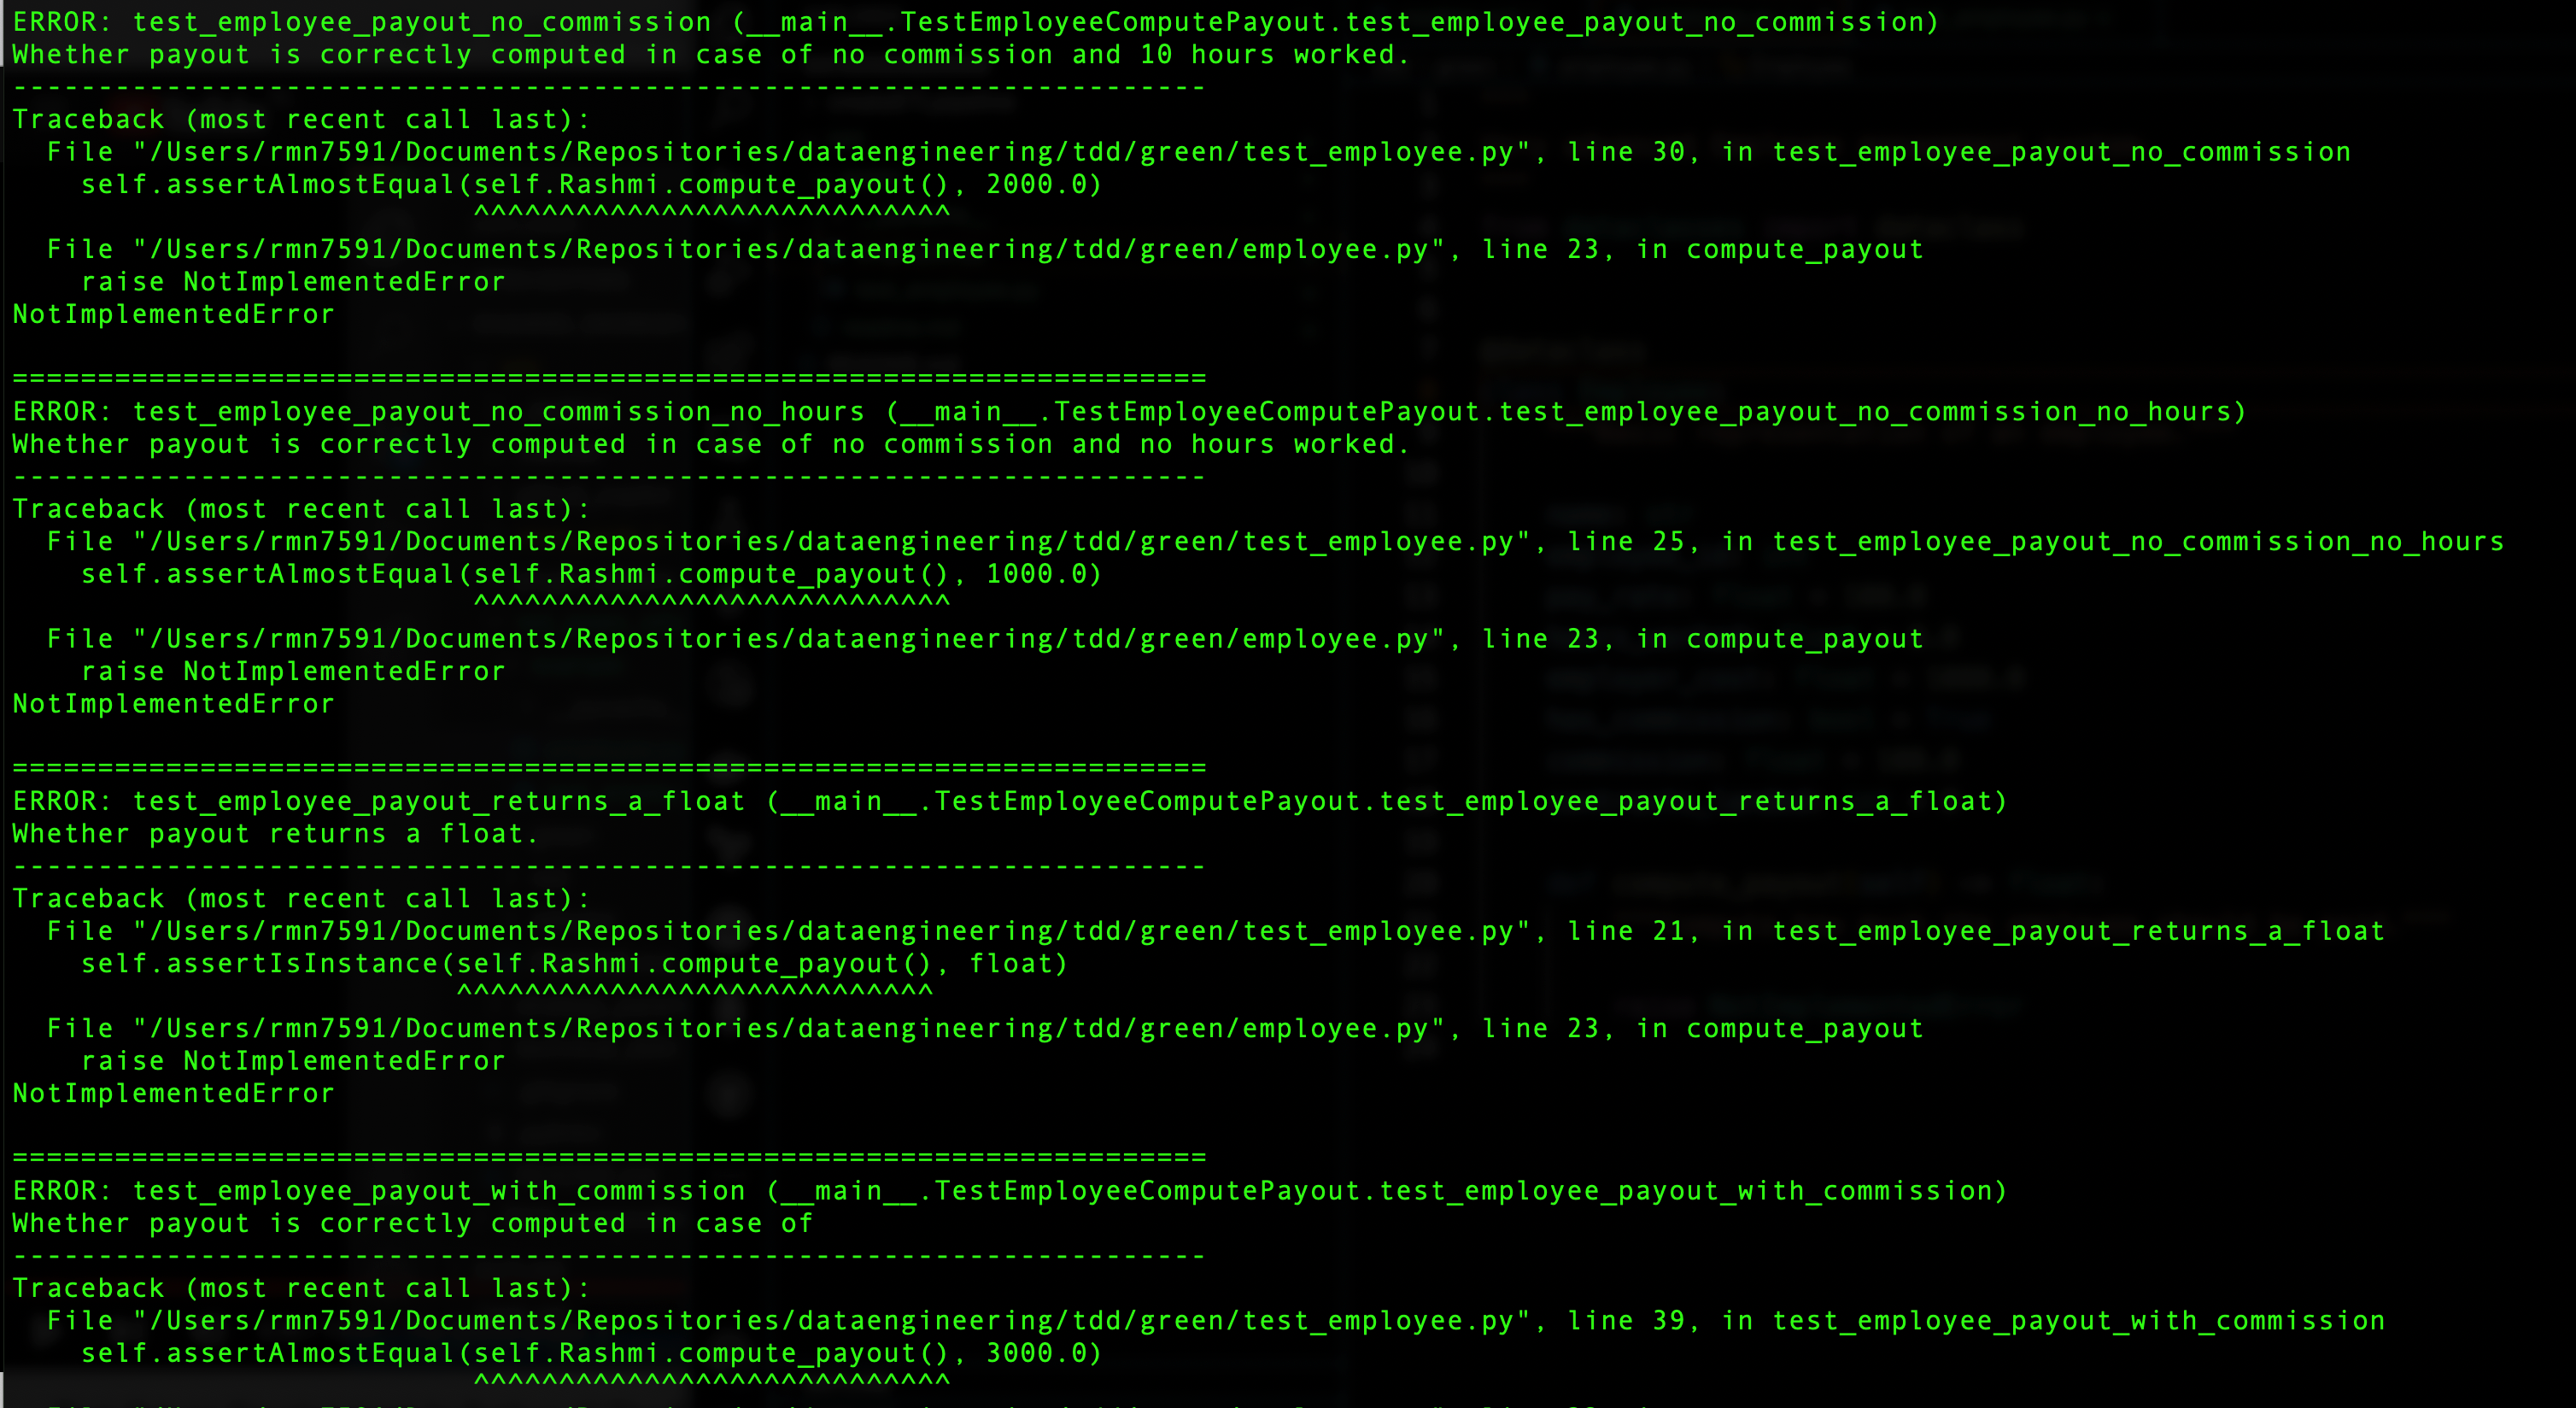 ERROR: test_employee_payout_no_commission (__main__.TestEmployeeComputePayout.test_employee_payout_no_commission)
Whether payout is correctly computed in case of no commission and 10 hours worked.
----------------------------------------------------------------------
Traceback (most recent call last):
  File "/Users/rmn7591/Documents/Repositories/dataengineering/tdd/green/test_employee.py", line 30, in test_employee_payout_no_commission
    self.assertAlmostEqual(self.Rashmi.compute_payout(), 2000.0)
                           ^^^^^^^^^^^^^^^^^^^^^^^^^^^^
  File "/Users/rmn7591/Documents/Repositories/dataengineering/tdd/green/employee.py", line 23, in compute_payout
    raise NotImplementedError
NotImplementedError

======================================================================
ERROR: test_employee_payout_no_commission_no_hours (__main__.TestEmployeeComputePayout.test_employee_payout_no_commission_no_hours)
Whether payout is correctly computed in case of no commission and no hours worked.
----------------------------------------------------------------------
Traceback (most recent call last):
  File "/Users/rmn7591/Documents/Repositories/dataengineering/tdd/green/test_employee.py", line 25, in test_employee_payout_no_commission_no_hours
    self.assertAlmostEqual(self.Rashmi.compute_payout(), 1000.0)
                           ^^^^^^^^^^^^^^^^^^^^^^^^^^^^
  File "/Users/rmn7591/Documents/Repositories/dataengineering/tdd/green/employee.py", line 23, in compute_payout
    raise NotImplementedError
NotImplementedError

======================================================================
ERROR: test_employee_payout_returns_a_float (__main__.TestEmployeeComputePayout.test_employee_payout_returns_a_float)
Whether payout returns a float.
----------------------------------------------------------------------
Traceback (most recent call last):
  File "/Users/rmn7591/Documents/Repositories/dataengineering/tdd/green/test_employee.py", line 21, in test_employee_payout_returns_a_float
    self.assertIsInstance(self.Rashmi.compute_payout(), float)
                          ^^^^^^^^^^^^^^^^^^^^^^^^^^^^
  File "/Users/rmn7591/Documents/Repositories/dataengineering/tdd/green/employee.py", line 23, in compute_payout
    raise NotImplementedError
NotImplementedError

======================================================================
ERROR: test_employee_payout_with_commission (__main__.TestEmployeeComputePayout.test_employee_payout_with_commission)
Whether payout is correctly computed in case of
----------------------------------------------------------------------
Traceback (most recent call last):
  File "/Users/rmn7591/Documents/Repositories/dataengineering/tdd/green/test_employee.py", line 39, in test_employee_payout_with_commission
    self.assertAlmostEqual(self.Rashmi.compute_payout(), 3000.0)
                           ^^^^^^^^^^^^^^^^^^^^^^^^^^^^